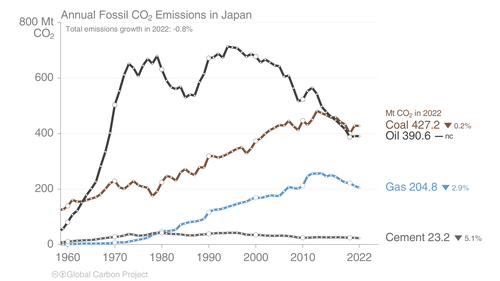 Annual Fossil CO₂ Emissions in Japan
800 Mt
CO₂
Total emissions growth in 2022: -0.8%
600
400
200
0
1960 1970 1980 1990 2000 2010 2022
Mt CO₂ in 2022
Coal 427.2 ▼ 0.2%
Oil 390.6 — nc
Gas 204.8 ▼ 2.9%
Cement 23.2 ▼ 5.1%
Global Carbon Project